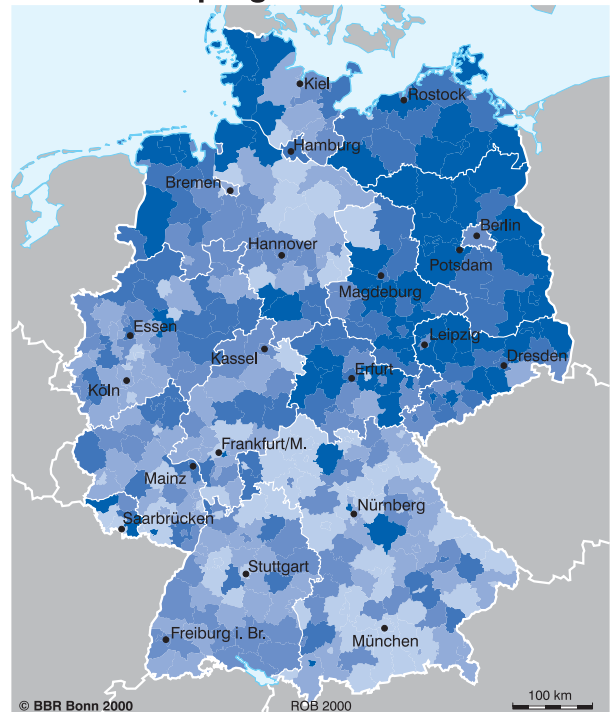 Kiel
Rostock
Hamburg
Bremen
Berlin
Hannover
Potsdam
Magdeburg
Essen
Leipzig
Kassel
Dresden
Erfurt
Köln
Frankfurt/M.
Mainz
Nürnberg
Saarbrücken
Stuttgart
Freiburg i. Br.
München
100 km
© BBR Bonn 2000
ROB 2000